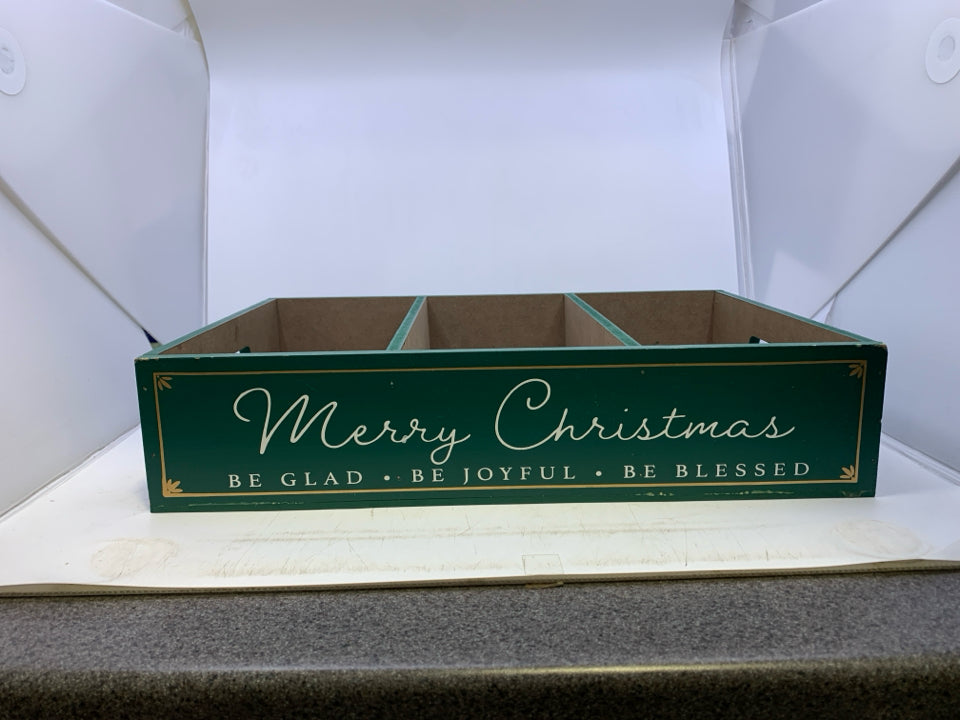 Merry Christmas
BE GLAD • BE JOYFUL • BE BLESSED